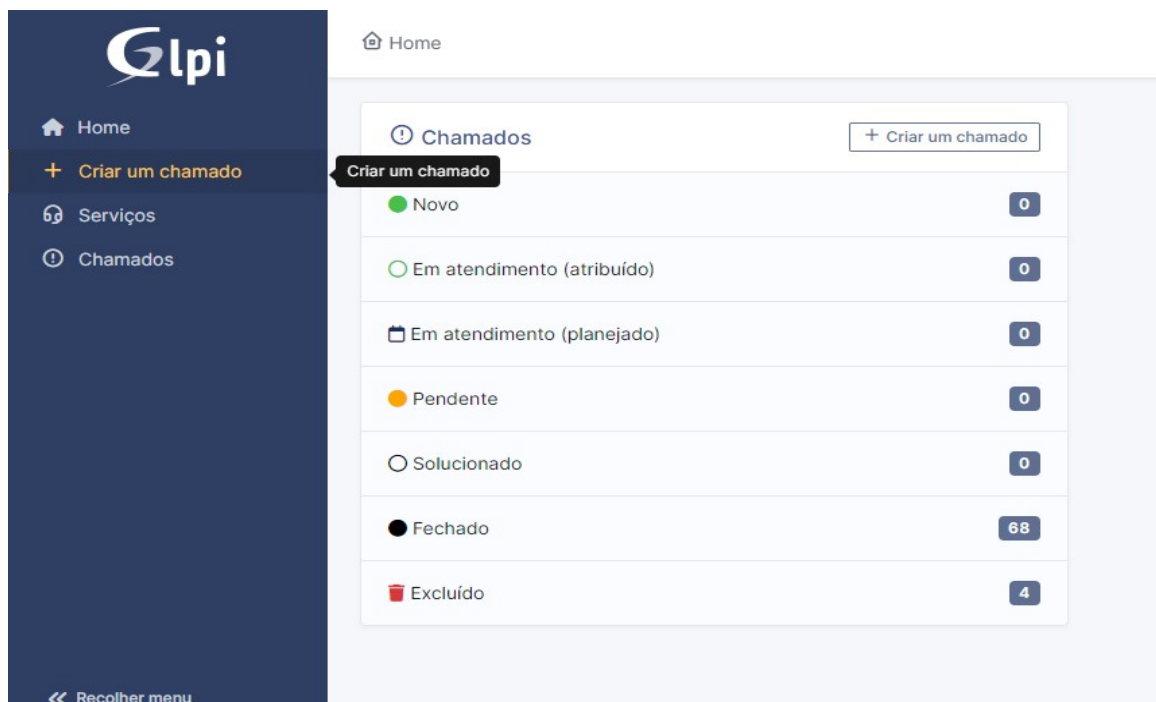 Glpi
Home
Criar um chamado
Serviços
Chamados
Recolher menu
Home
Chamados
+ Criar um chamado
Criar um chamado
Novo 0
Em atendimento (atribuído) 0
Em atendimento (planejado) 0
Pendente 0
Solucionado 0
Fechado 68
Excluído 4